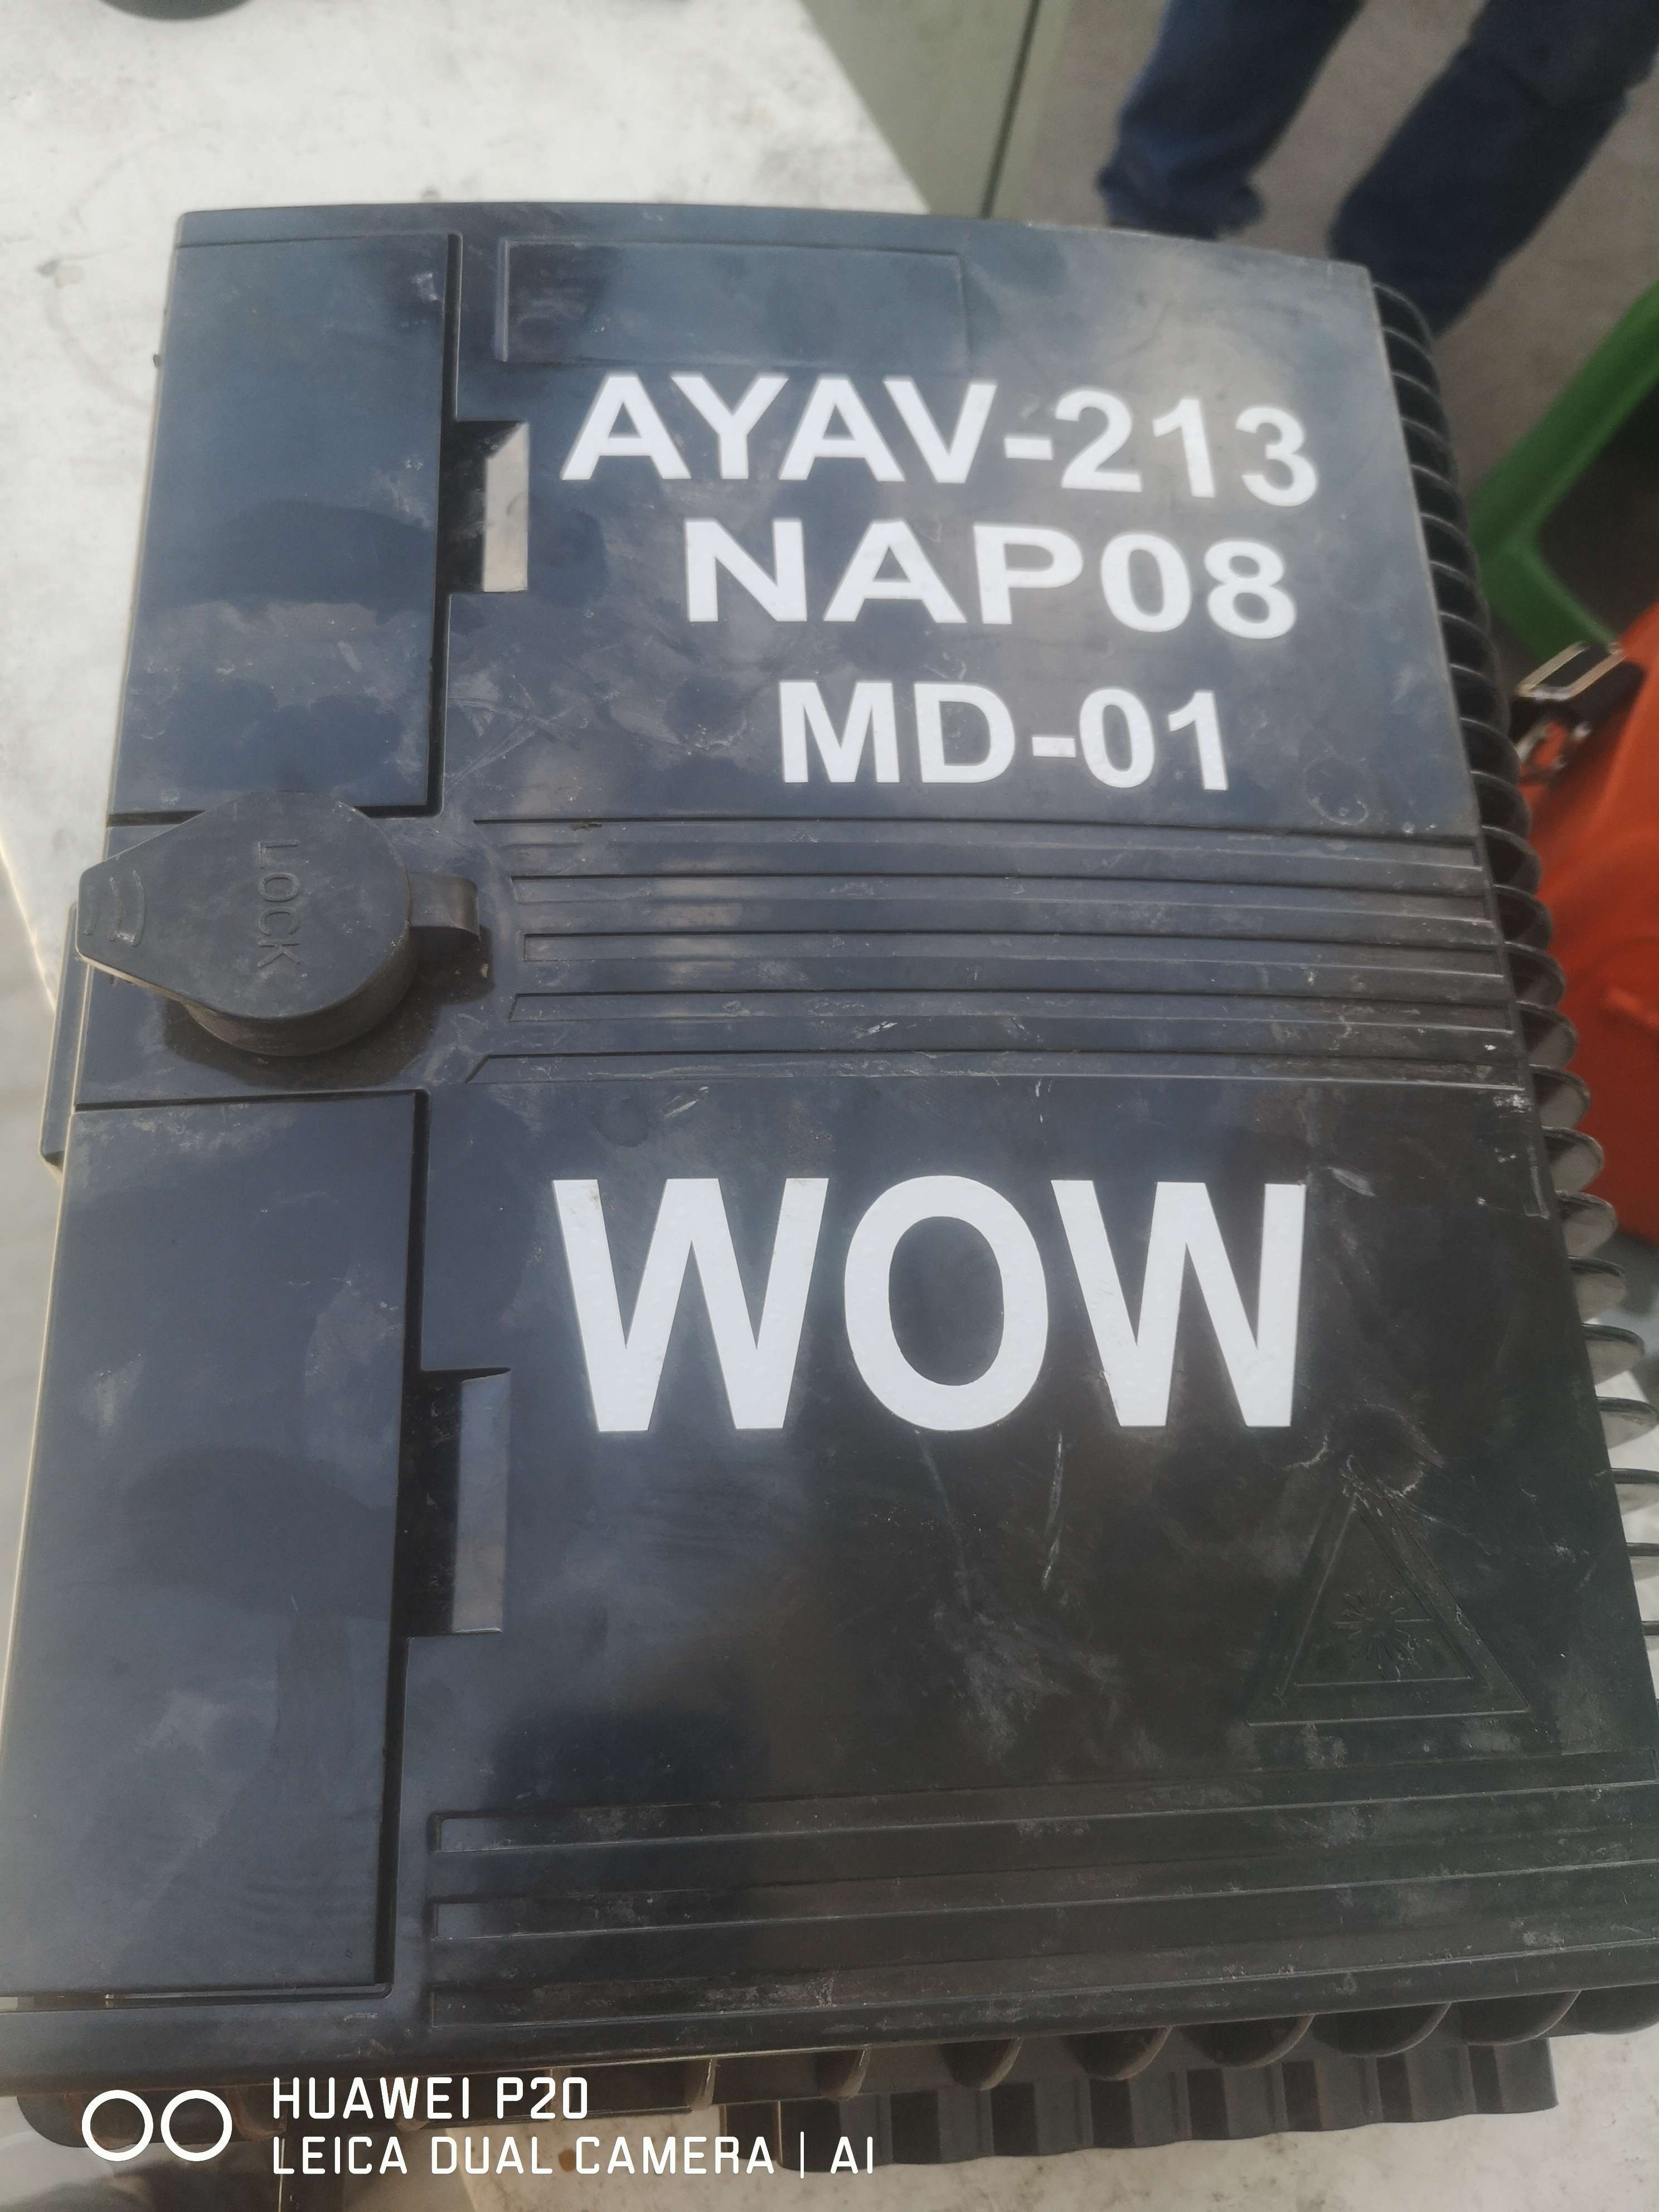 AYAV-213
NAP08
MD-01
LOCK
WOW
HUAWEI P20
LEICA DUAL CAMERA | AI